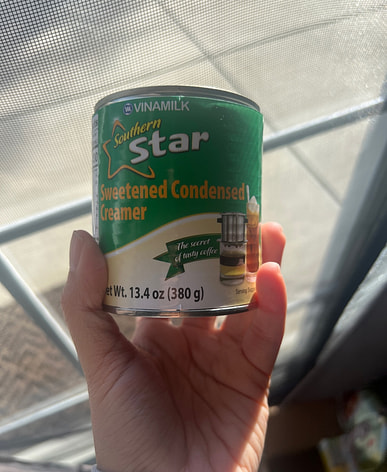 VINAMILK
Southern
Star
Sweetened Condensed
Creamer
The secret
of tasty coffee
et Wt. 13.4 oz (380 g)